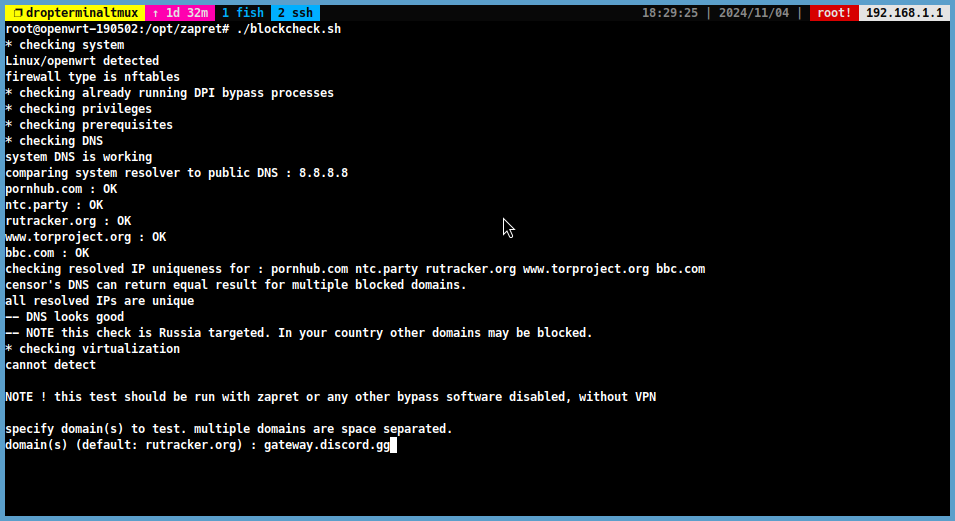 ❐ dropterminaltmux ↑ 1d 32m 1 fish 2 ssh 18:29:25 | 2024/11/04 | root! 192.168.1.1
root@openwrt-190502:/opt/zapret# ./blockcheck.sh
* checking system
Linux/openwrt detected
firewall type is nftables
* checking already running DPI bypass processes
* checking privileges
* checking prerequisites
* checking DNS
system DNS is working
comparing system resolver to public DNS : 8.8.8.8
pornhub.com : OK
ntc.party : OK
rutracker.org : OK
www.torproject.org : OK
bbc.com : OK
checking resolved IP uniqueness for : pornhub.com ntc.party rutracker.org www.torproject.org bbc.com
censor's DNS can return equal result for multiple blocked domains.
all resolved IPs are unique
-- DNS looks good
-- NOTE this check is Russia targeted. In your country other domains may be blocked.
* checking virtualization
cannot detect
NOTE ! this test should be run with zapret or any other bypass software disabled, without VPN
specify domain(s) to test. multiple domains are space separated.
domain(s) (default: rutracker.org) : gateway.discord.gg